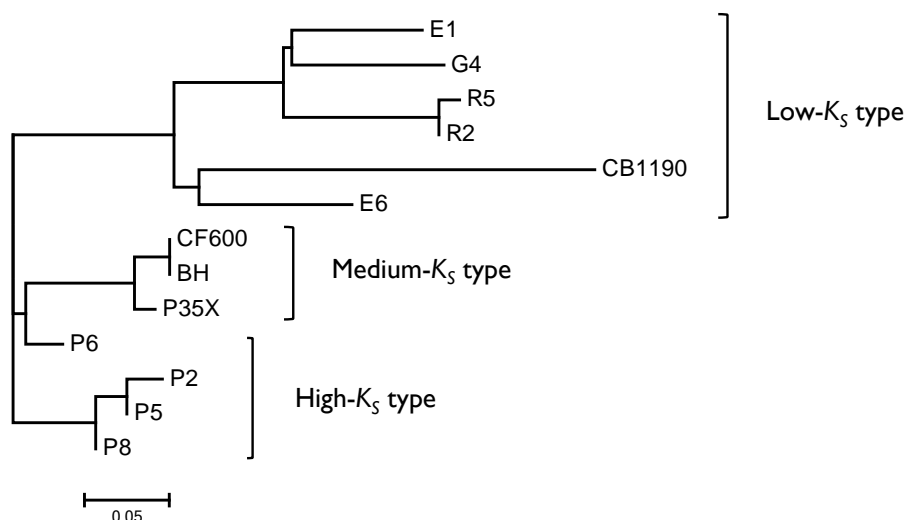 E1
G4
R5
R2
Low-K_S type
CB1190
E6
CF600
BH
Medium-K_S type
P35X
P6
P2
P5
High-K_S type
P8
0.05